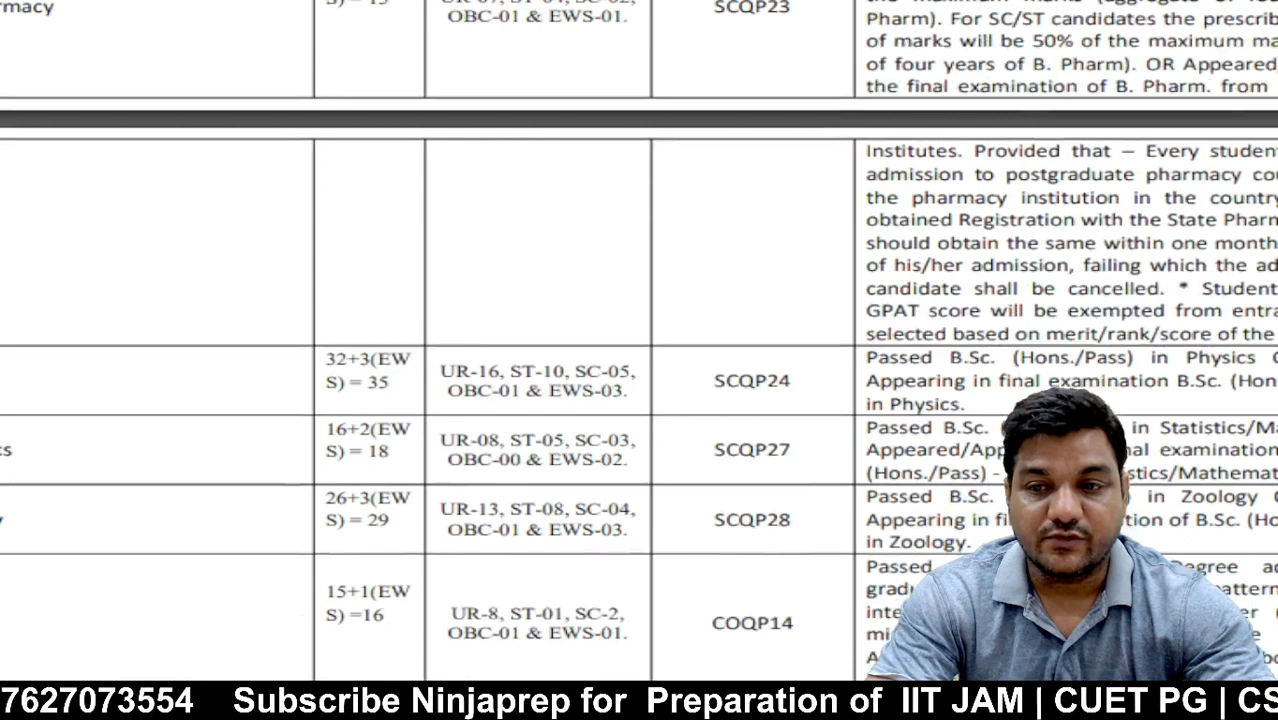 rmacy
SCQP23
OBC-01 & EWS-01.
Pharm). For SC/ST candidates the prescrib
of marks will be 50% of the maximum ma
of four years of B. Pharm). OR Appeared,
the final examination of B. Pharm. from
Institutes. Provided that – Every student
admission to postgraduate pharmacy cou
the pharmacy institution in the country
obtained Registration with the State Pharm
should obtain the same within one month
of his/her admission, failing which the ad
candidate shall be cancelled. * Student
GPAT score will be exempted from entra
selected based on merit/rank/score of the
32+3(EW
S) = 35
UR-16, ST-10, SC-05,
OBC-01 & EWS-03.
SCQP24
Passed B.Sc. (Hons./Pass) in Physics
Appearing in final examination B.Sc. (Hon
in Physics.
cs
16+2(EW
S) = 18
UR-08, ST-05, SC-03,
OBC-00 & EWS-02.
SCQP27
Passed B.Sc. in Statistics/Ma
Appeared/App nal examination
(Hons./Pass) - stics/Mathemat
y
26+3(EW
S) = 29
UR-13, ST-08, SC-04,
OBC-01 & EWS-03.
SCQP28
Passed B.Sc. in Zoology
Appearing in fi tion of B.Sc. (Ho
in Zoology.
15+1(EW
S) =16
UR-8, ST-01, SC-2,
OBC-01 & EWS-01.
COQP14
Passed Degree
gradu attern
inte
mi
7627073554 Subscribe Ninjaprep for Preparation of IIT JAM | CUET PG | CS